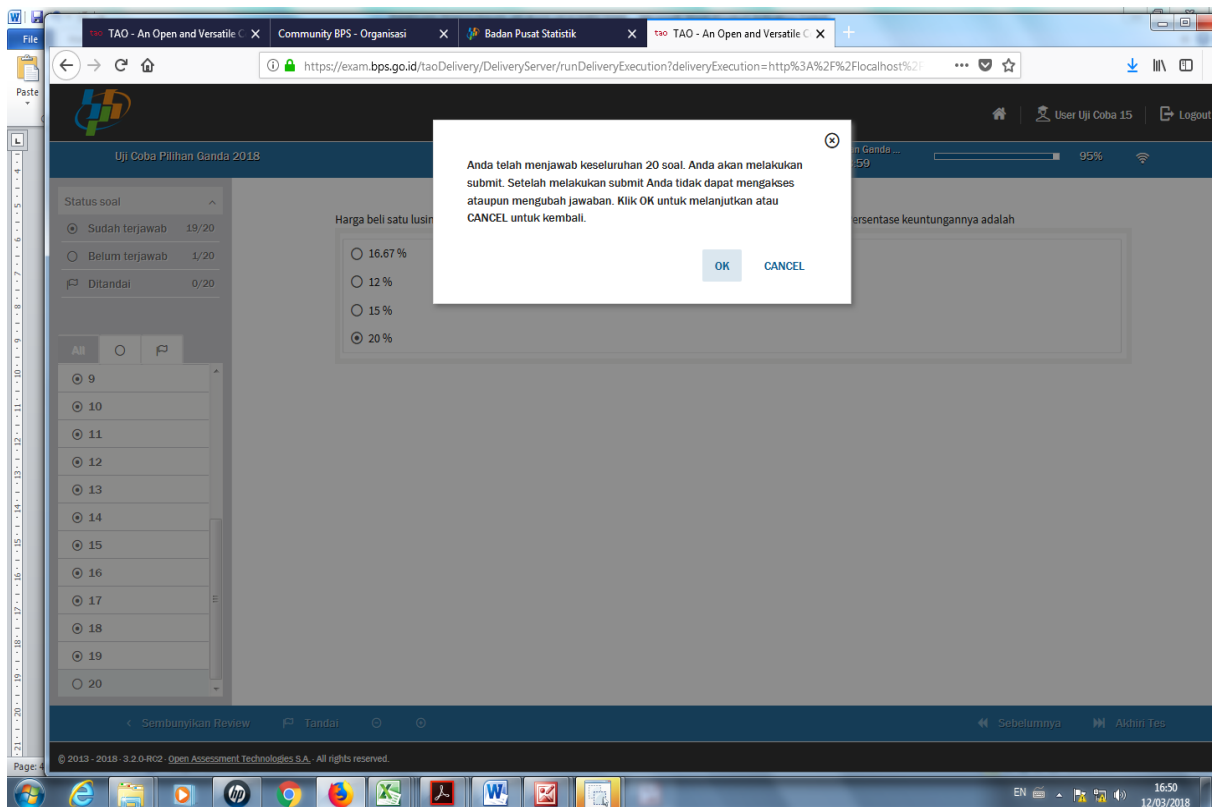 File
TAO - An Open and Versatile C
Community BPS - Organisasi
Badan Pusat Statistik
tao TAO - An Open and Versatile C
https://exam.bps.go.id/taoDelivery/DeliveryServer/runDeliveryExecution?deliveryExecution=http%3A%2F%2Flocalhost%2F
Paste
User Uji Coba 15
Logout
Uji Coba Pilihan Ganda 2018
n Ganda ...
:59
95%
Anda telah menjawab keseluruhan 20 soal. Anda akan melakukan
submit. Setelah melakukan submit Anda tidak dapat mengakses
ataupun mengubah jawaban. Klik OK untuk melanjutkan atau
CANCEL untuk kembali.
OK
CANCEL
Status soal
Sudah terjawab 19/20
Belum terjawab 1/20
Ditandai 0/20
Harga beli satu lusin
ersentase keuntungannya adalah
16.67 %
12 %
15 %
20 %
All
9
10
11
12
13
14
15
16
17
18
19
20
Sembunyikan Review
Tandai
Sebelumnya
Akhiri Tes
© 2013 - 2018 · 3.2.0-RC02 · Open Assessment Technologies S.A. · All rights reserved.
Page: 4
EN
16:50
12/03/2018